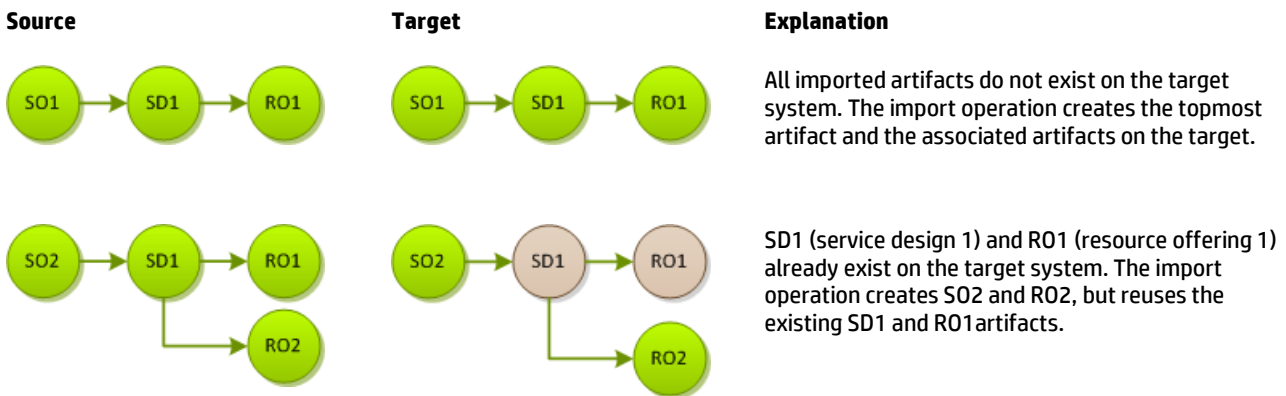 Source Target Explanation
SO1 SD1 RO1 SO1 SD1 RO1
All imported artifacts do not exist on the target
system. The import operation creates the topmost
artifact and the associated artifacts on the target.
SO2 SD1 RO1 SO2 SD1 RO1
RO2 RO2
SD1 (service design 1) and RO1 (resource offering 1)
already exist on the target system. The import
operation creates SO2 and RO2, but reuses the
existing SD1 and RO1artifacts.